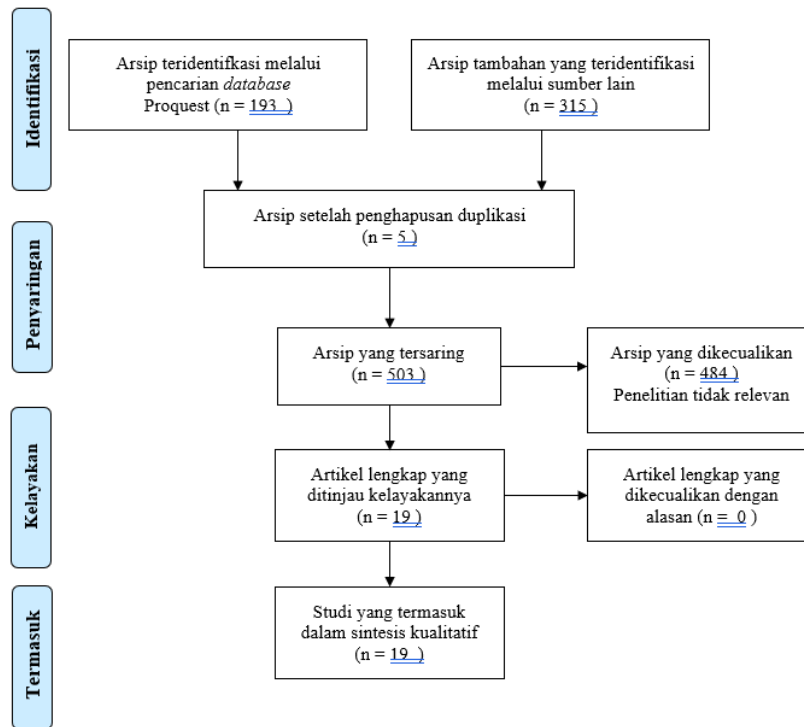 Identifikasi
Arsip teridentifkasi melalui
pencarian database
Proquest (n = 193 )
Arsip tambahan yang teridentifikasi
melalui sumber lain
(n = 315 )
Arsip setelah penghapusan duplikasi
(n = 5 )
Penyaringan
Arsip yang tersaring
(n = 503 )
Arsip yang dikecualikan
(n = 484 )
Penelitian tidak relevan
Kelayakan
Artikel lengkap yang
ditinjau kelayakannya
(n = 19 )
Artikel lengkap yang
dikecualikan dengan
alasan (n = 0 )
Termasuk
Studi yang termasuk
dalam sintesis kualitatif
(n = 19 )